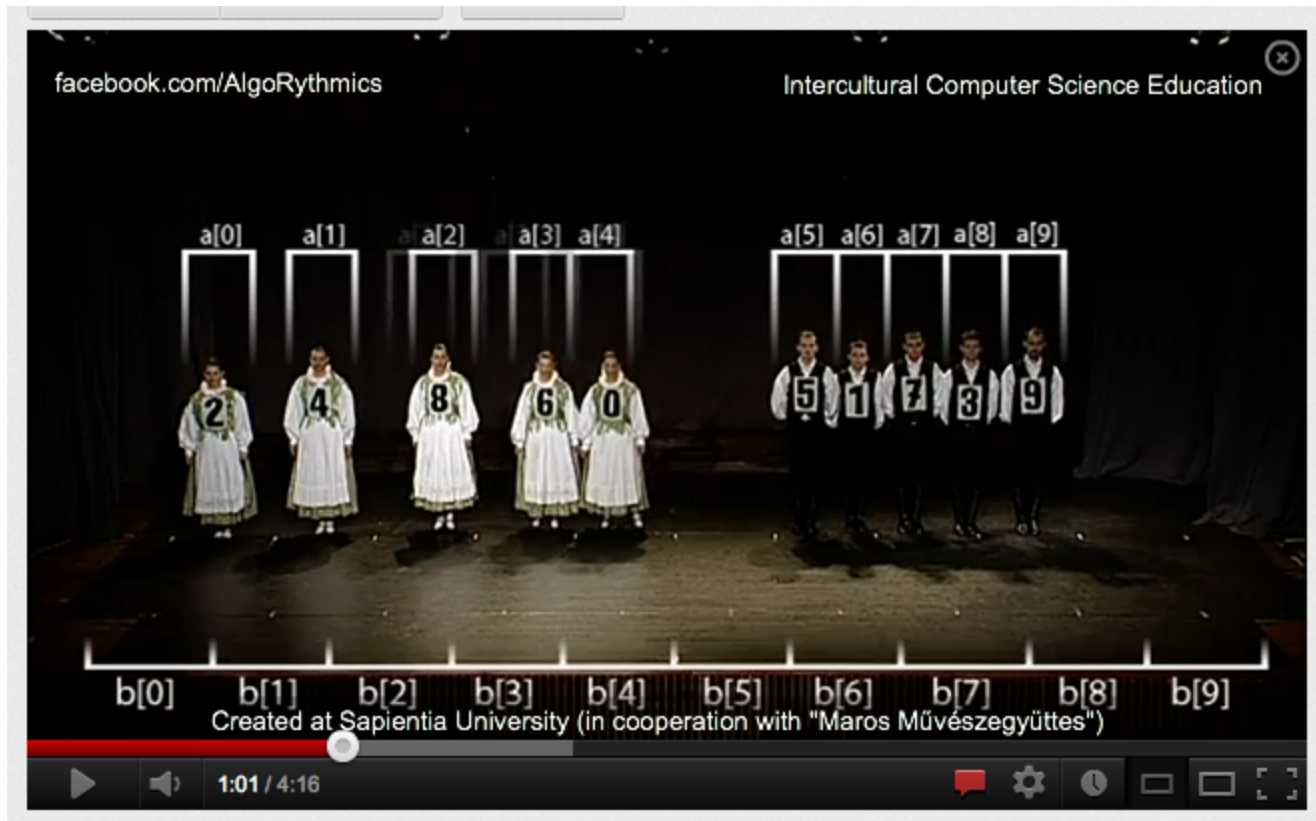 facebook.com/AlgoRythmics Intercultural Computer Science Education
a[0] a[1] a[2] a[3] a[4] a[5] a[6] a[7] a[8] a[9]
2 4 8 6 0 5 1 7 3 9
b[0] b[1] b[2] b[3] b[4] b[5] b[6] b[7] b[8] b[9]
Created at Sapientia University (in cooperation with "Maros Művészegyüttes")
1:01 / 4:16